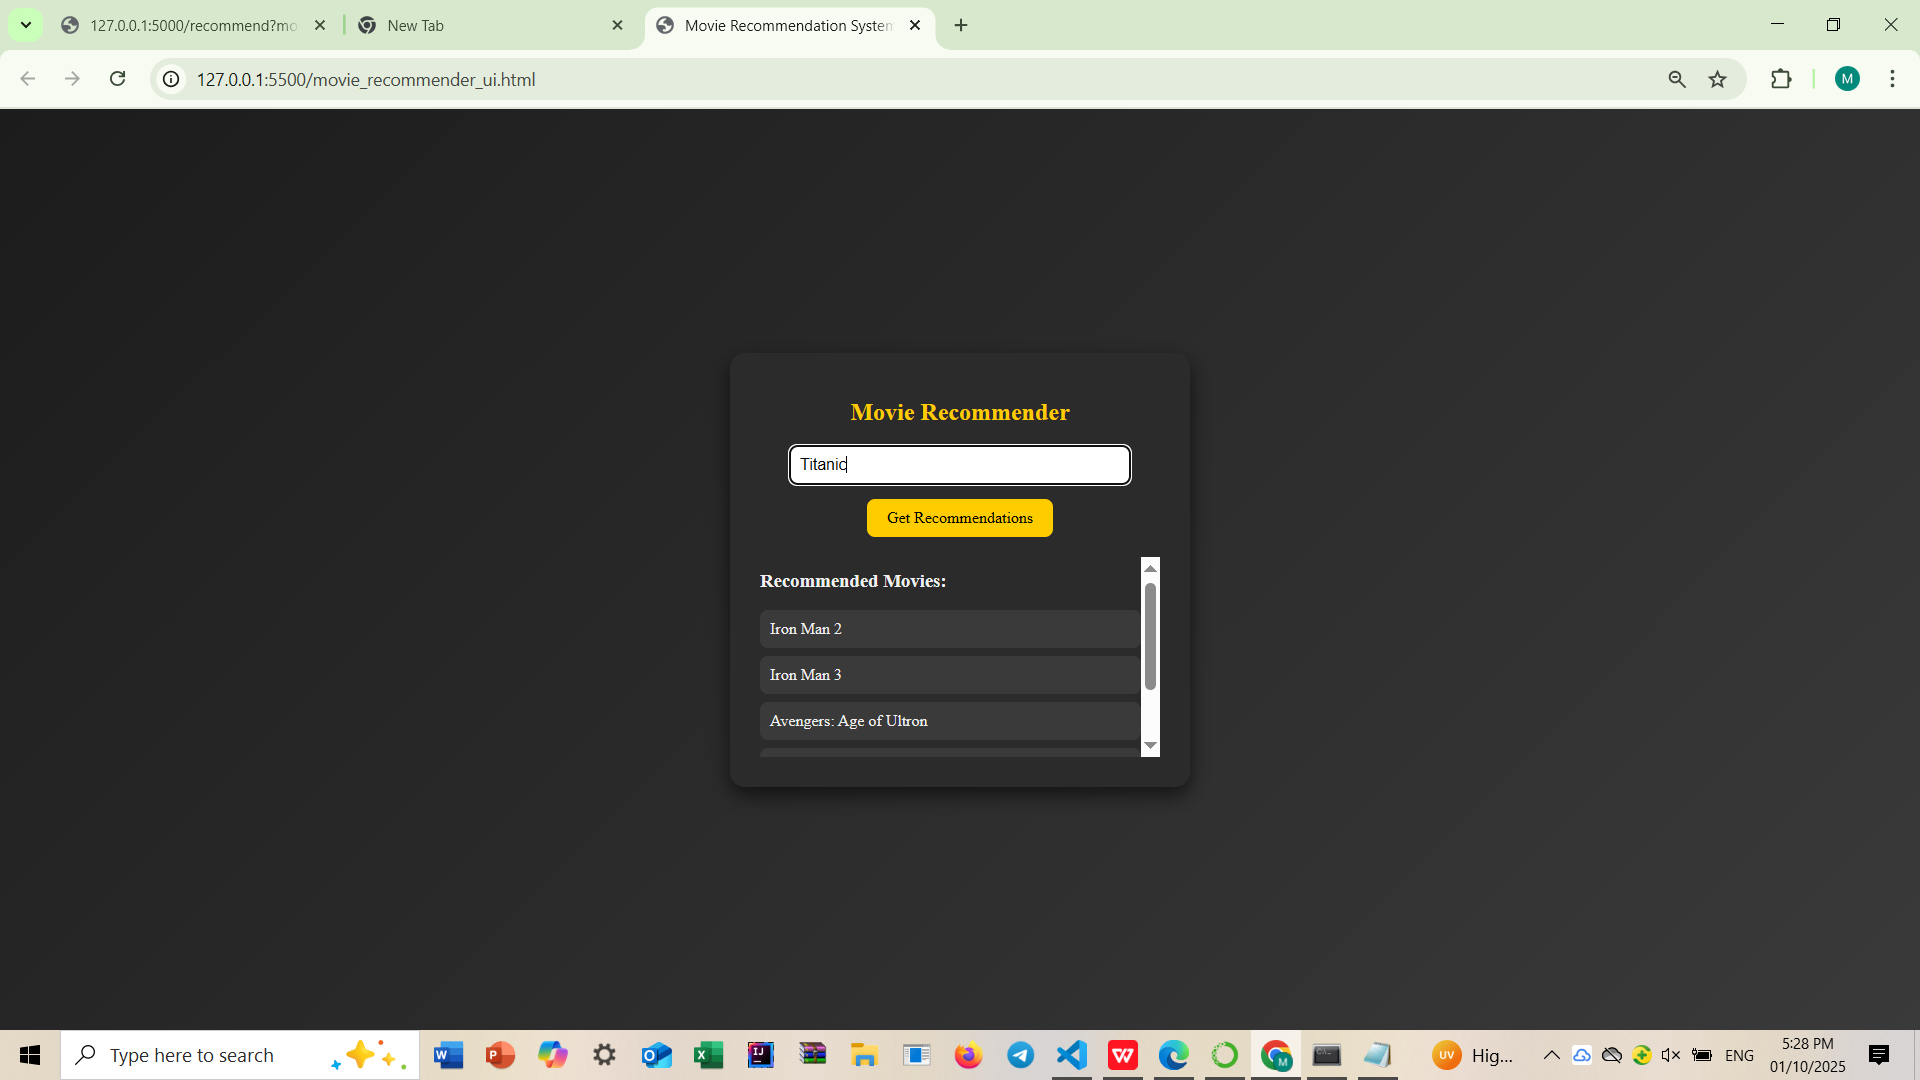 127.0.0.1:5000/recommend?mo
New Tab
Movie Recommendation System
127.0.0.1:5500/movie_recommender_ui.html
M
Movie Recommender
Titanic
Get Recommendations
Recommended Movies:
Iron Man 2
Iron Man 3
Avengers: Age of Ultron
Type here to search
UV
Hig...
ENG
5:28 PM
01/10/2025